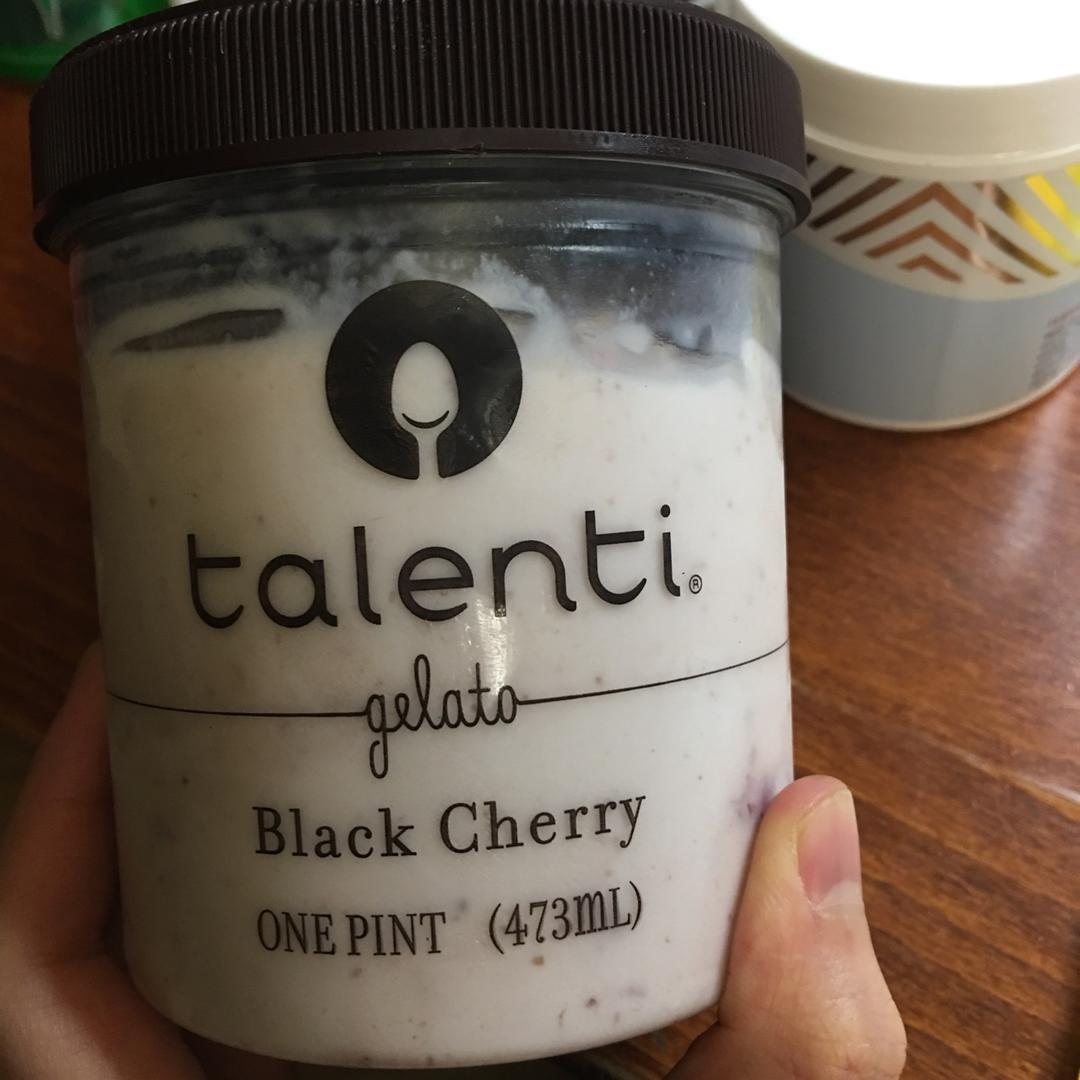 talenti®
gelato
Black Cherry
ONE PINT (473mL)